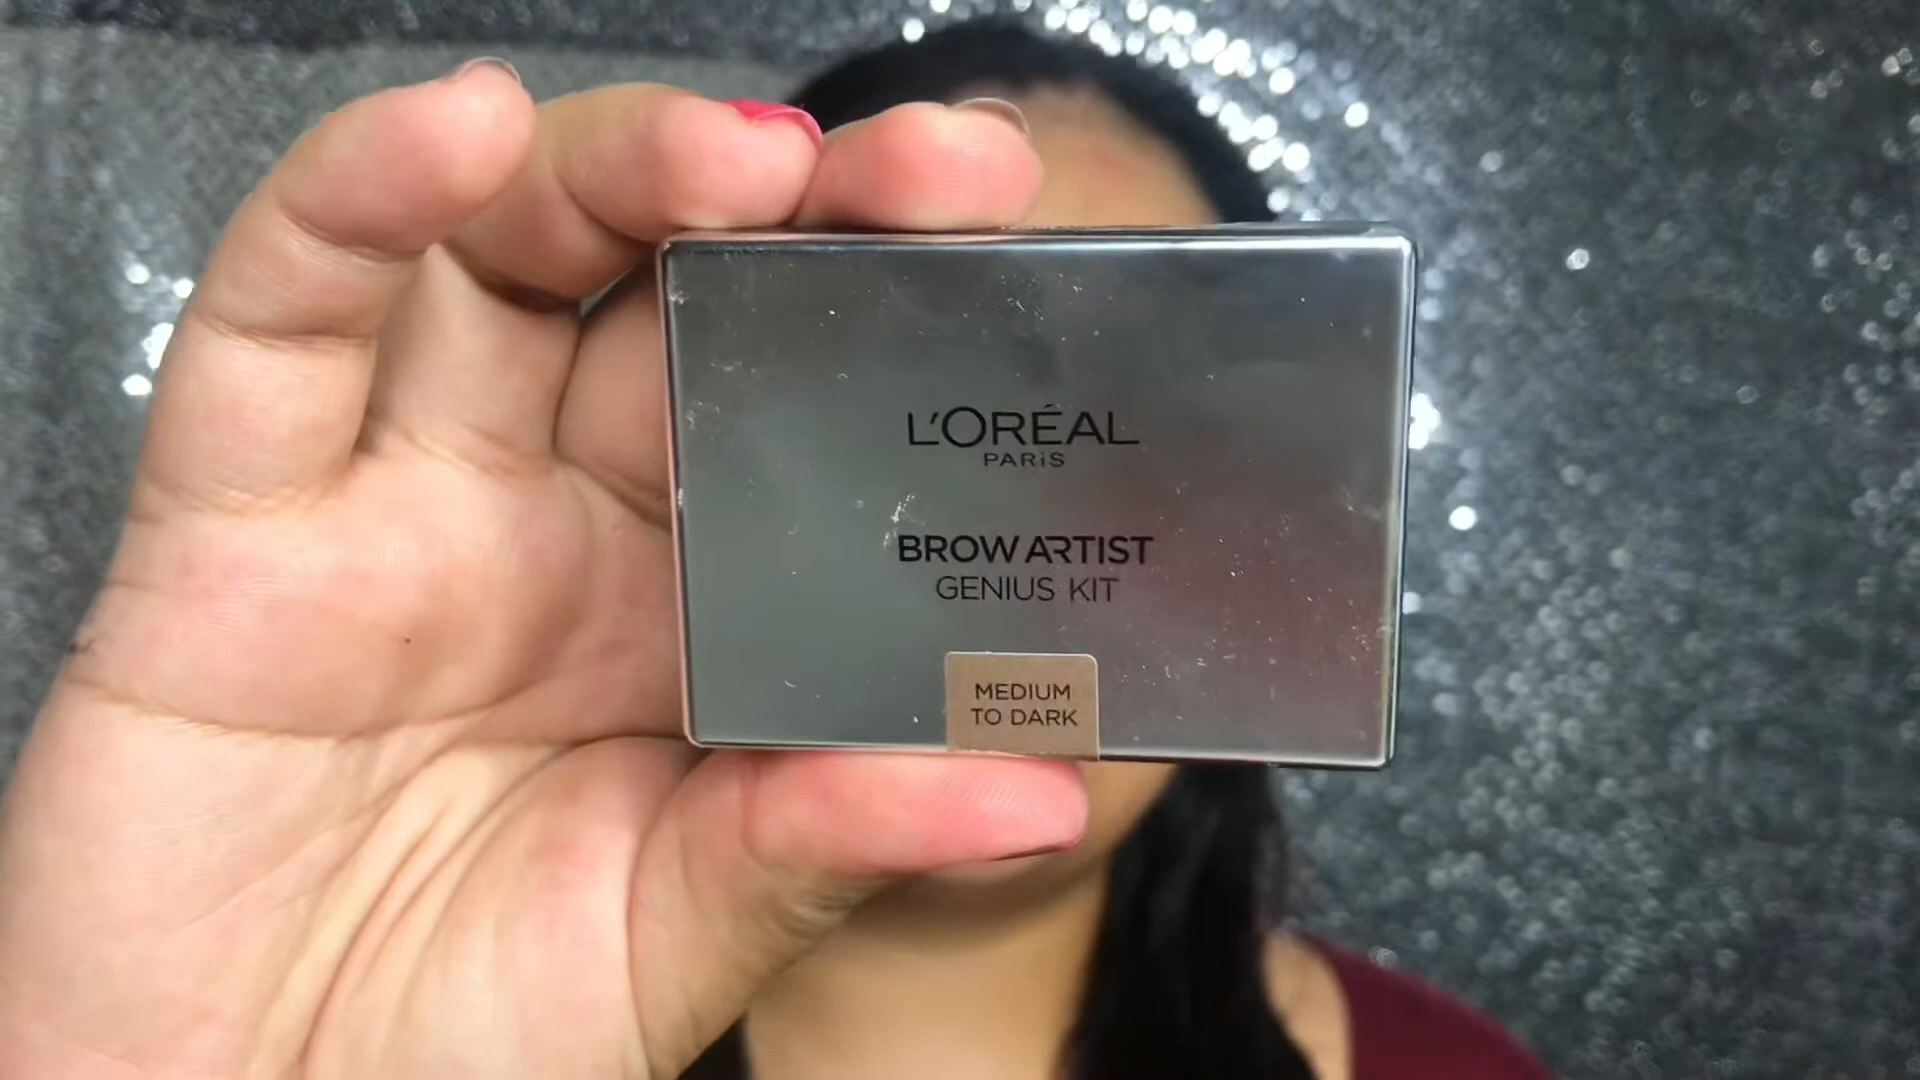 L'ORÉAL
PARiS
BROW ARTIST
GENIUS KIT
MEDIUM
TO DARK